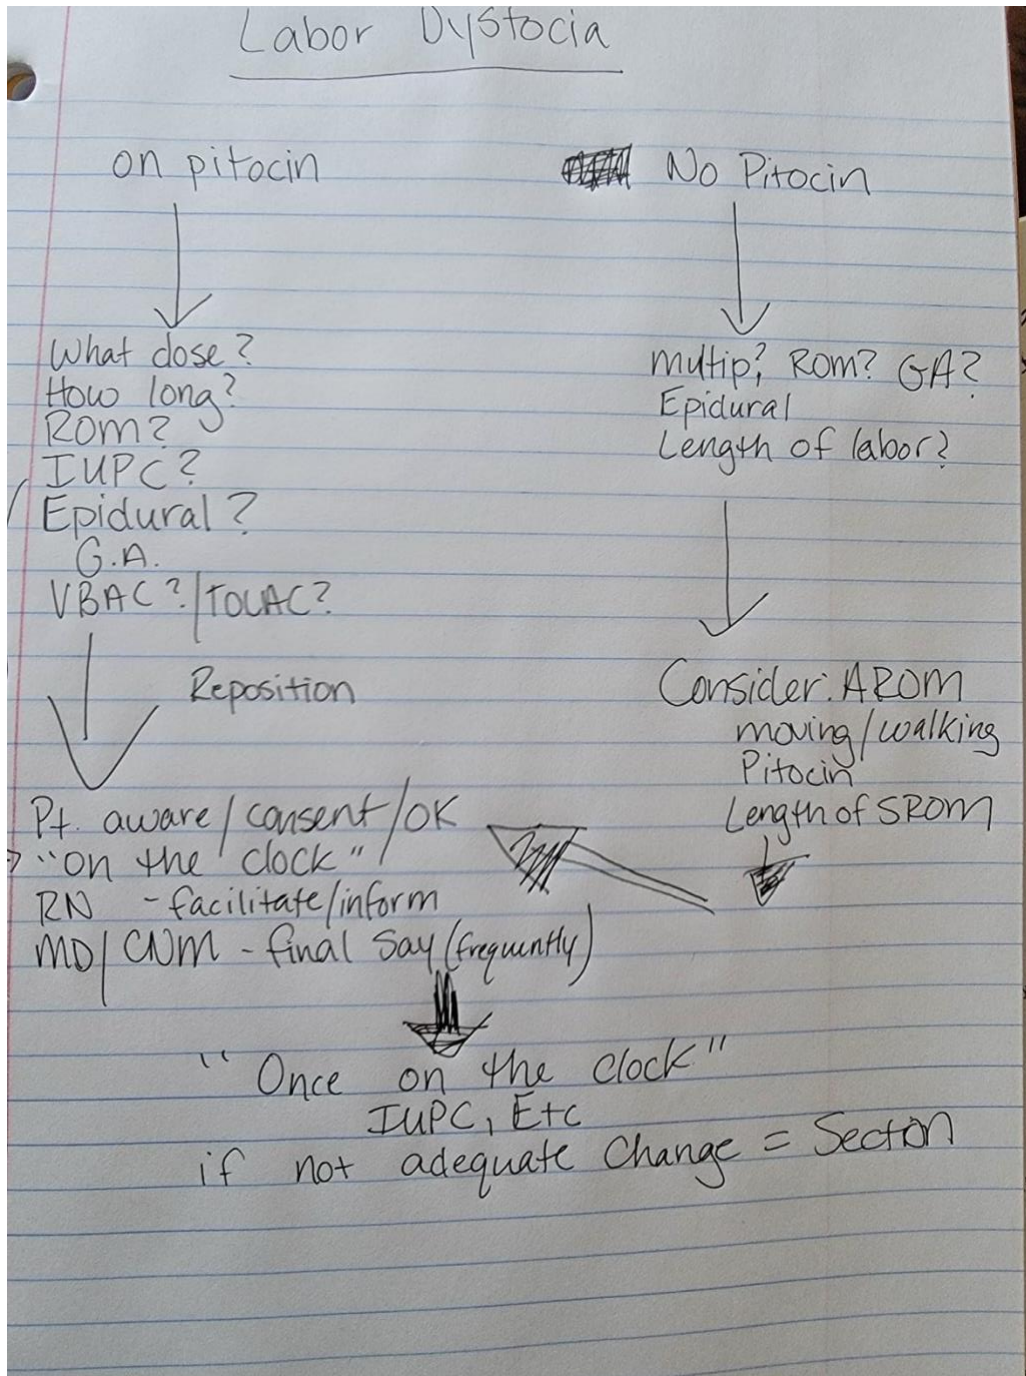 Labor Dystocia
on pitocin
What dose?
How long?
ROM?
IUPC?
Epidural?
G.A.
VBAC?/TOLAC?
Reposition
No Pitocin
multip? ROM? GA?
Epidural
Length of labor?
Consider: AROM
moving/walking
Pitocin
Length of SROM
Pt. aware/consent/OK
"on the clock"/
RN - facilitate/inform
MD/CNM - final say (frequently)
"Once on the clock"
IUPC, Etc
if not adequate Change = Section